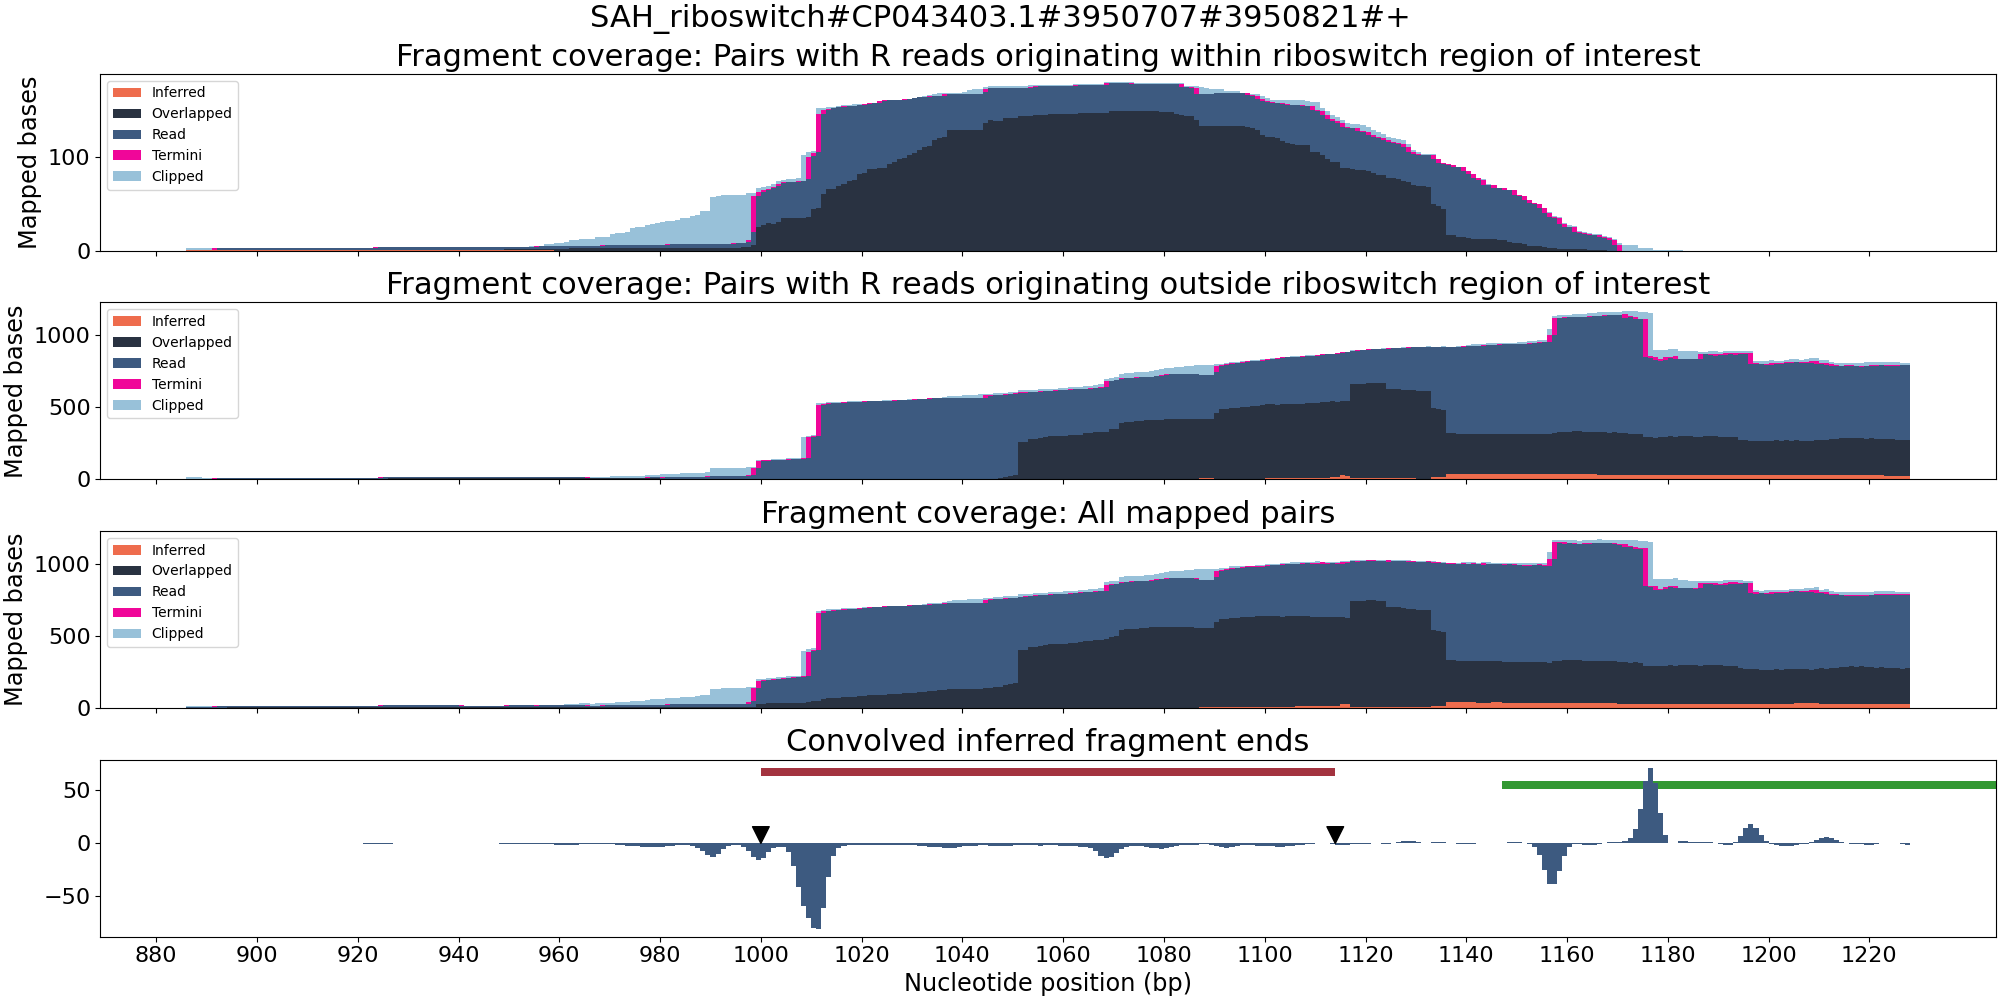 SAH_riboswitch#CP043403.1#3950707#3950821#+
Fragment coverage: Pairs with R reads originating within riboswitch region of interest
Mapped bases
100
0
Inferred
Overlapped
Read
Termini
Clipped
Fragment coverage: Pairs with R reads originating outside riboswitch region of interest
Mapped bases
1000
500
0
Inferred
Overlapped
Read
Termini
Clipped
Fragment coverage: All mapped pairs
Mapped bases
1000
500
0
Inferred
Overlapped
Read
Termini
Clipped
Convolved inferred fragment ends
50
0
−50
880 900 920 940 960 980 1000 1020 1040 1060 1080 1100 1120 1140 1160 1180 1200 1220
Nucleotide position (bp)